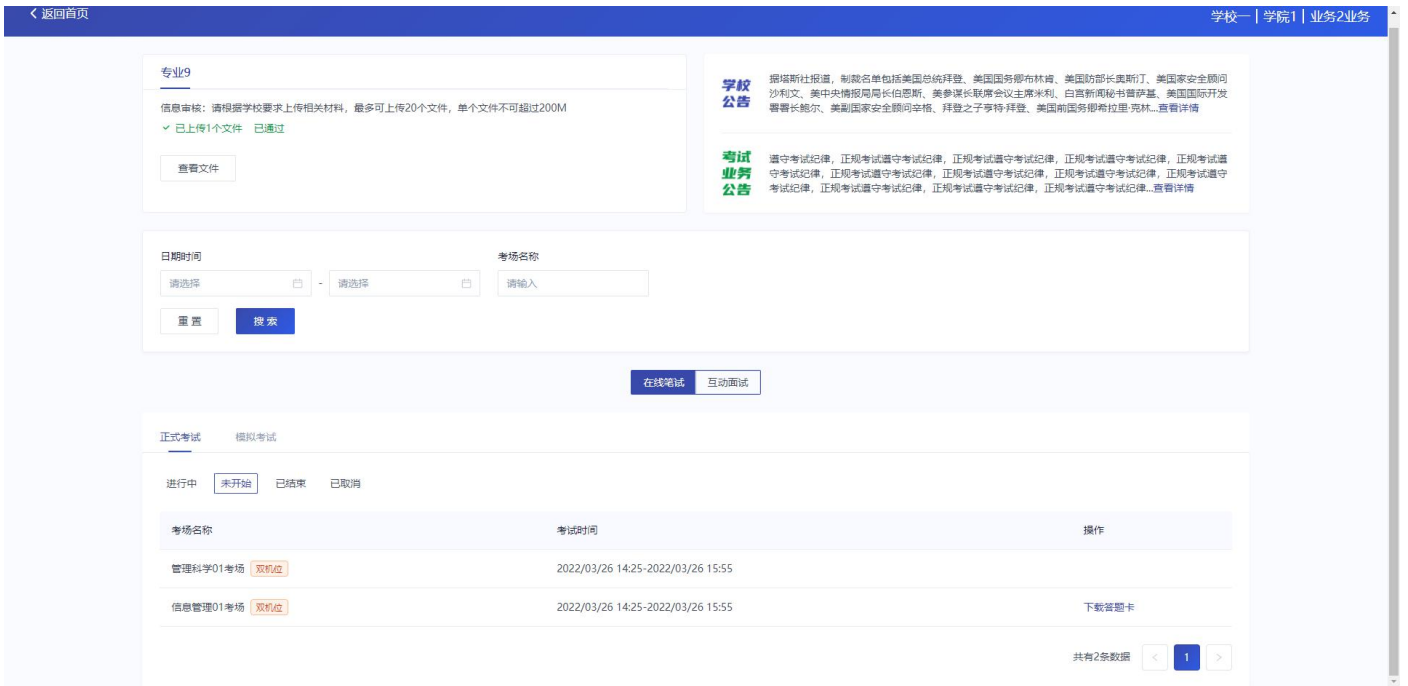 返回首页
学校一 | 学院1 | 业务2业务
专业9
信息审核：请根据学校要求上传相关材料，最多可上传20个文件，单个文件不可超过200M
已上传1个文件 已通过
查看文件
学校
公告
据塔斯社报道，制裁名单包括美国总统拜登、美国国务卿布林肯、美国防部长奥斯汀、美国家安全顾问
沙利文、美中央情报局局长伯恩斯、美参谋长联席会议主席米利、白宫新闻秘书普萨基、美国国际开发
署署长鲍尔、美副国家安全顾问辛格、拜登之子亨特·拜登、美国前国务卿希拉里·克林...查看详情
考试
业务
公告
遵守考试纪律，正规考试遵守考试纪律，正规考试遵守考试纪律，正规考试遵守考试纪律，正规考试遵
守考试纪律，正规考试遵守考试纪律，正规考试遵守考试纪律，正规考试遵守考试纪律，正规考试遵守
考试纪律，正规考试遵守考试纪律，正规考试遵守考试纪律，正规考试遵守考试纪律...查看详情
日期时间 考场名称
请选择 - 请选择 请输入
重置 搜索
在线笔试 互动面试
正式考试 模拟考试
进行中 未开始 已结束 已取消
考场名称 考试时间 操作
管理科学01考场 双机位 2022/03/26 14:25-2022/03/26 15:55
信息管理01考场 双机位 2022/03/26 14:25-2022/03/26 15:55 下载答题卡
共有2条数据 < 1 >